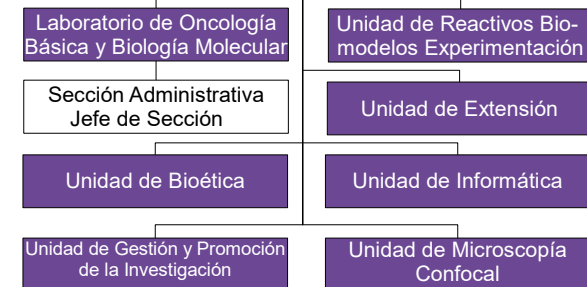 Laboratorio de Oncología
Básica y Biología Molecular
Unidad de Reactivos Bio-
modelos Experimentación
Sección Administrativa
Jefe de Sección
Unidad de Extensión
Unidad de Bioética
Unidad de Informática
Unidad de Gestión y Promoción
de la Investigación
Unidad de Microscopía
Confocal